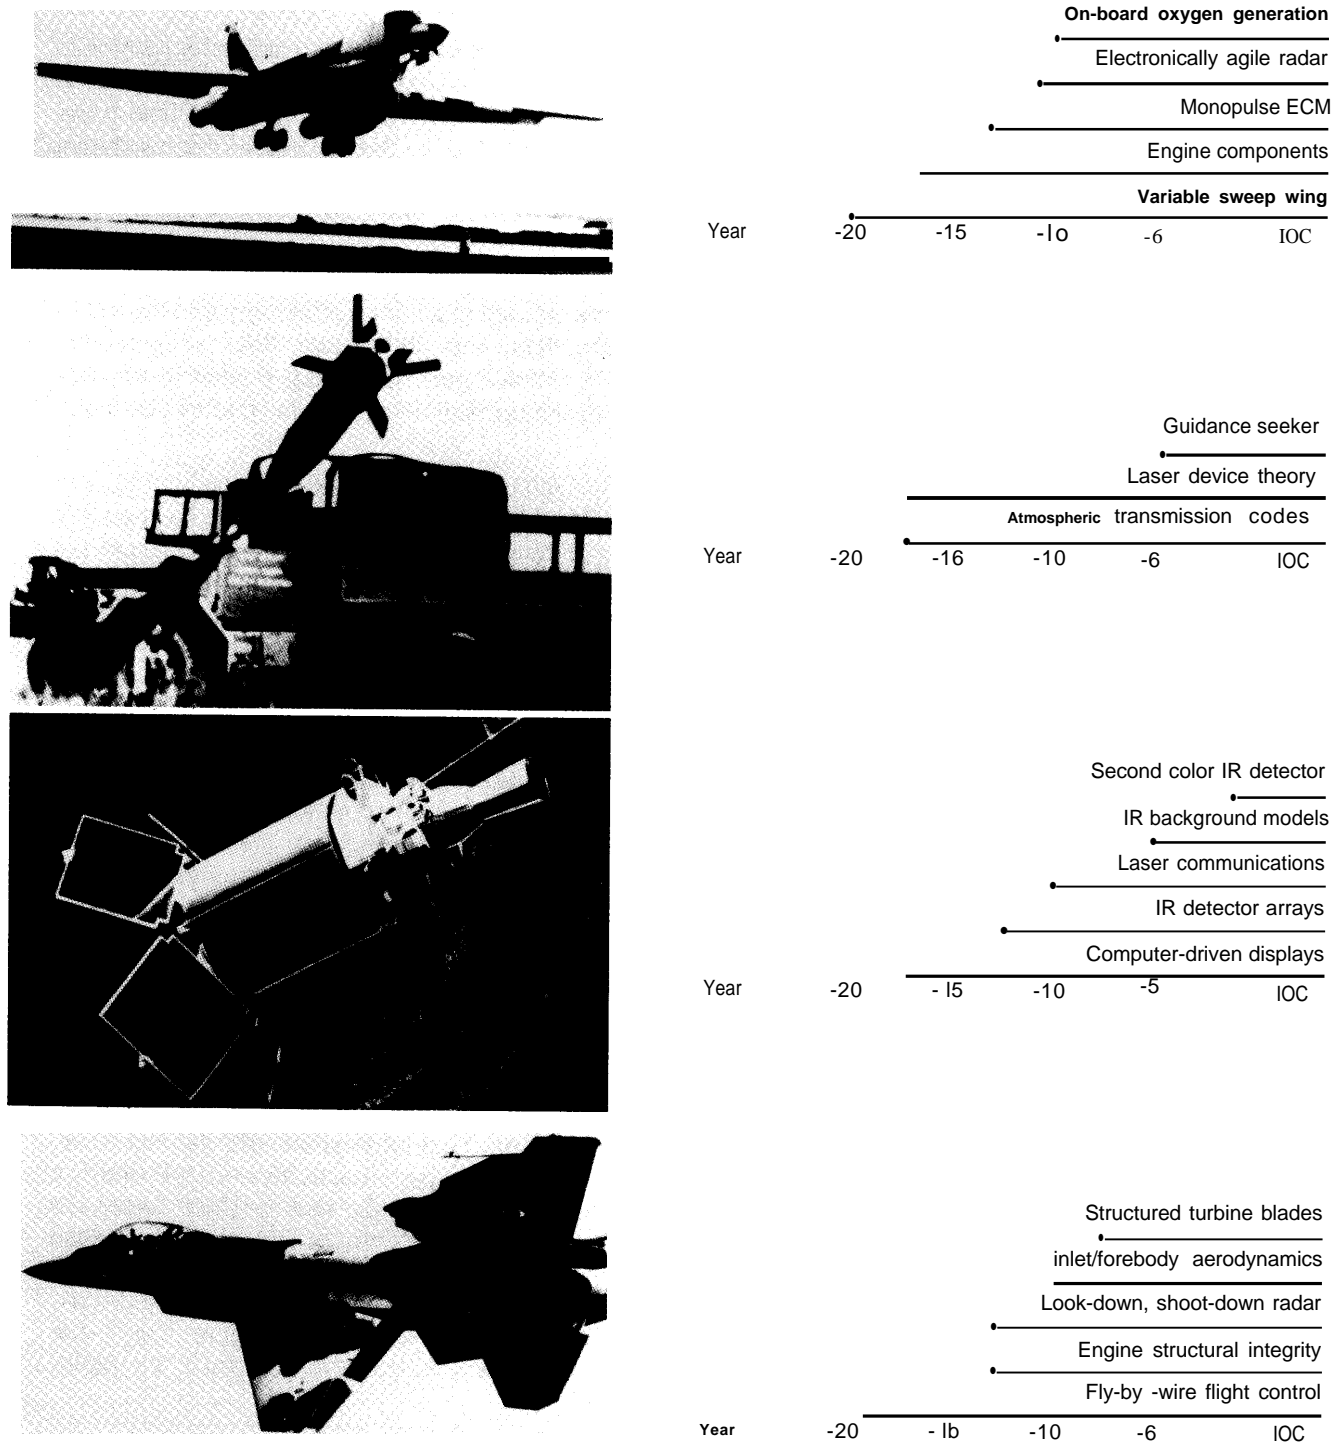 On-board oxygen generation
Electronically agile radar
Monopulse ECM
Engine components
Variable sweep wing
Year -20 -15 -Io -6 IOC
Guidance seeker
Laser device theory
Atmospheric transmission codes
Year -20 -16 -10 -6 IOC
Second color IR detector
IR background models
Laser communications
IR detector arrays
Computer-driven displays
Year -20 - I5 -10 -5 IOC
Structured turbine blades
inlet/forebody aerodynamics
Look-down, shoot-down radar
Engine structural integrity
Fly-by -wire flight control
Year -20 - Ib -10 -6 IOC